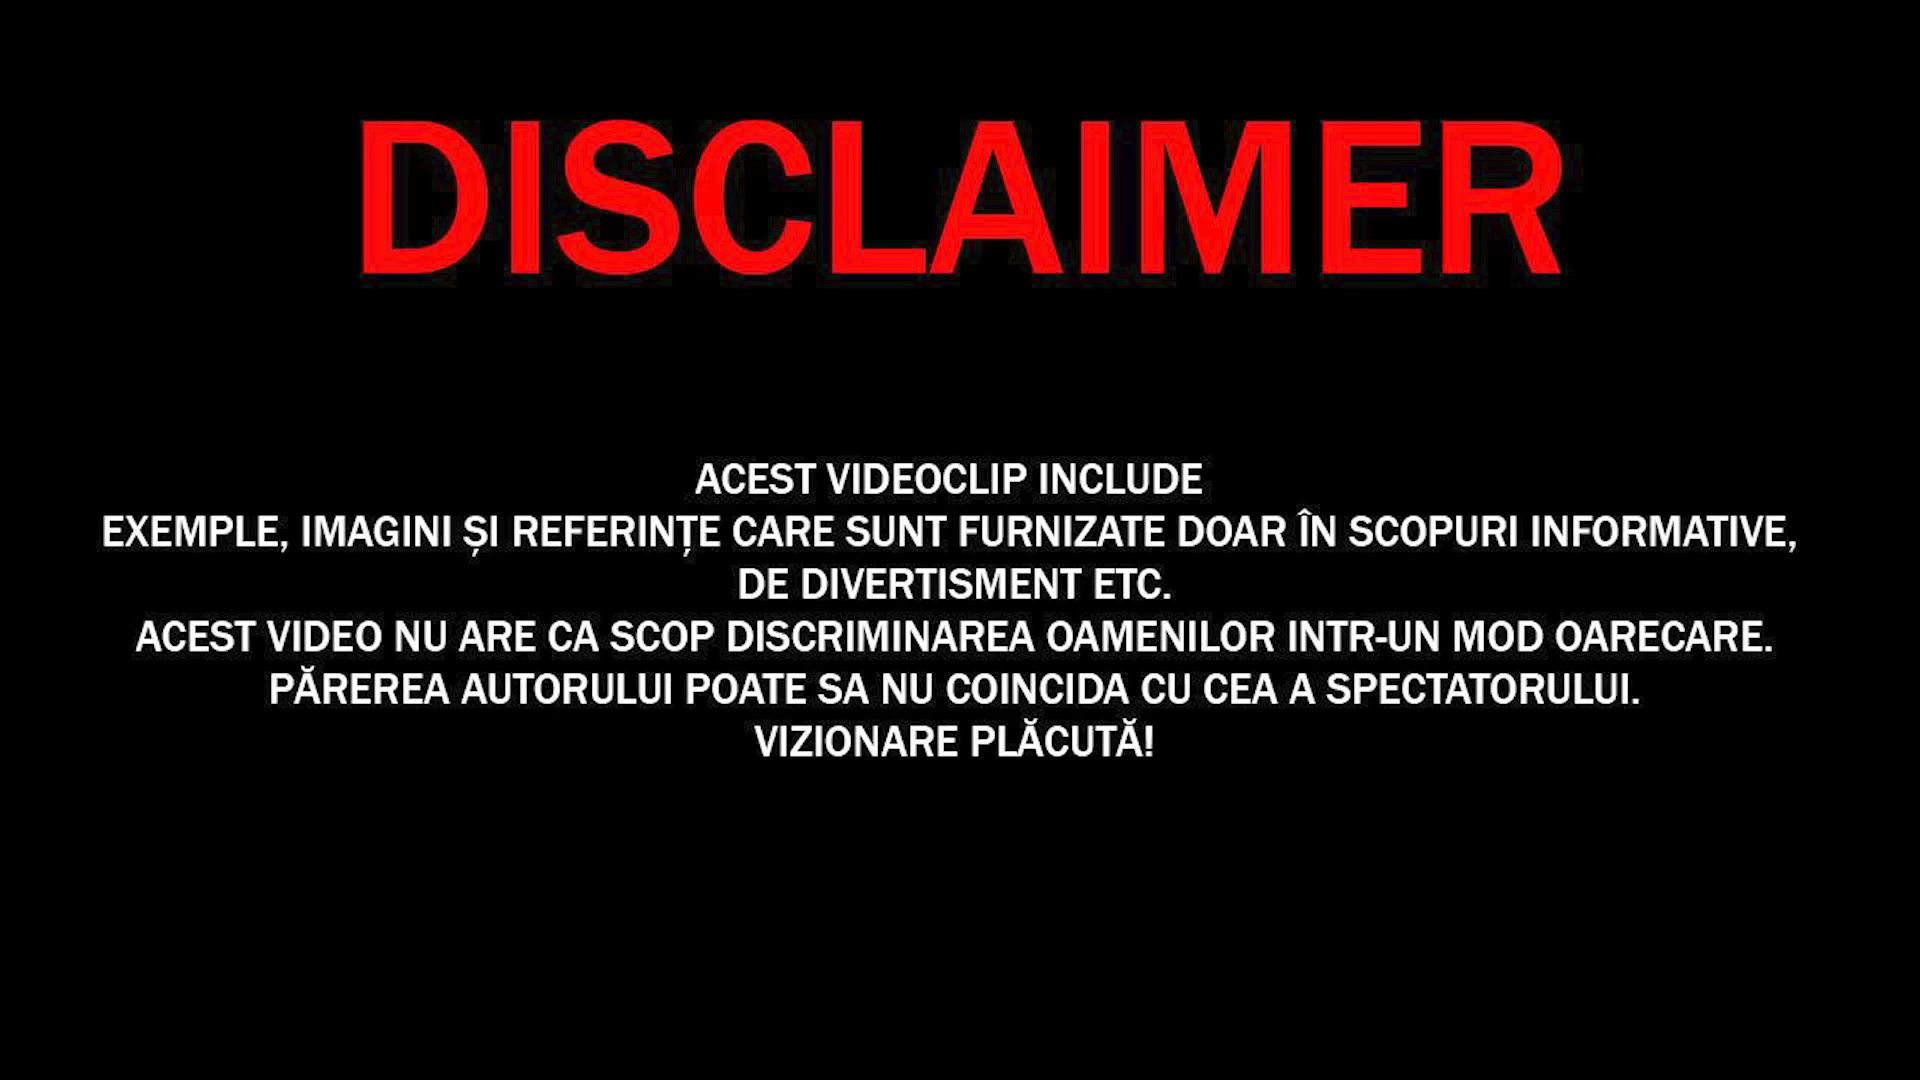 DISCLAIMER
ACEST VIDEOCLIP INCLUDE
EXEMPLE, IMAGINI ȘI REFERINȚE CARE SUNT FURNIZATE DOAR ÎN SCOPURI INFORMATIVE,
DE DIVERTISMENT ETC.
ACEST VIDEO NU ARE CA SCOP DISCRIMINAREA OAMENILOR INTR-UN MOD OARECARE.
PĂREREA AUTORULUI POATE SA NU COINCIDA CU CEA A SPECTATORULUI.
VIZIONARE PLĂCUTĂ!